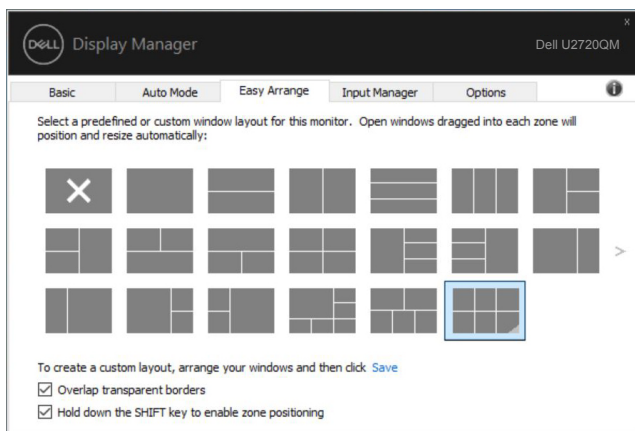 x
DELL Display Manager
Dell U2720QM
Basic Auto Mode Easy Arrange Input Manager Options
Select a predefined or custom window layout for this monitor. Open windows dragged into each zone will
position and resize automatically:
>
To create a custom layout, arrange your windows and then click Save
Overlap transparent borders
Hold down the SHIFT key to enable zone positioning